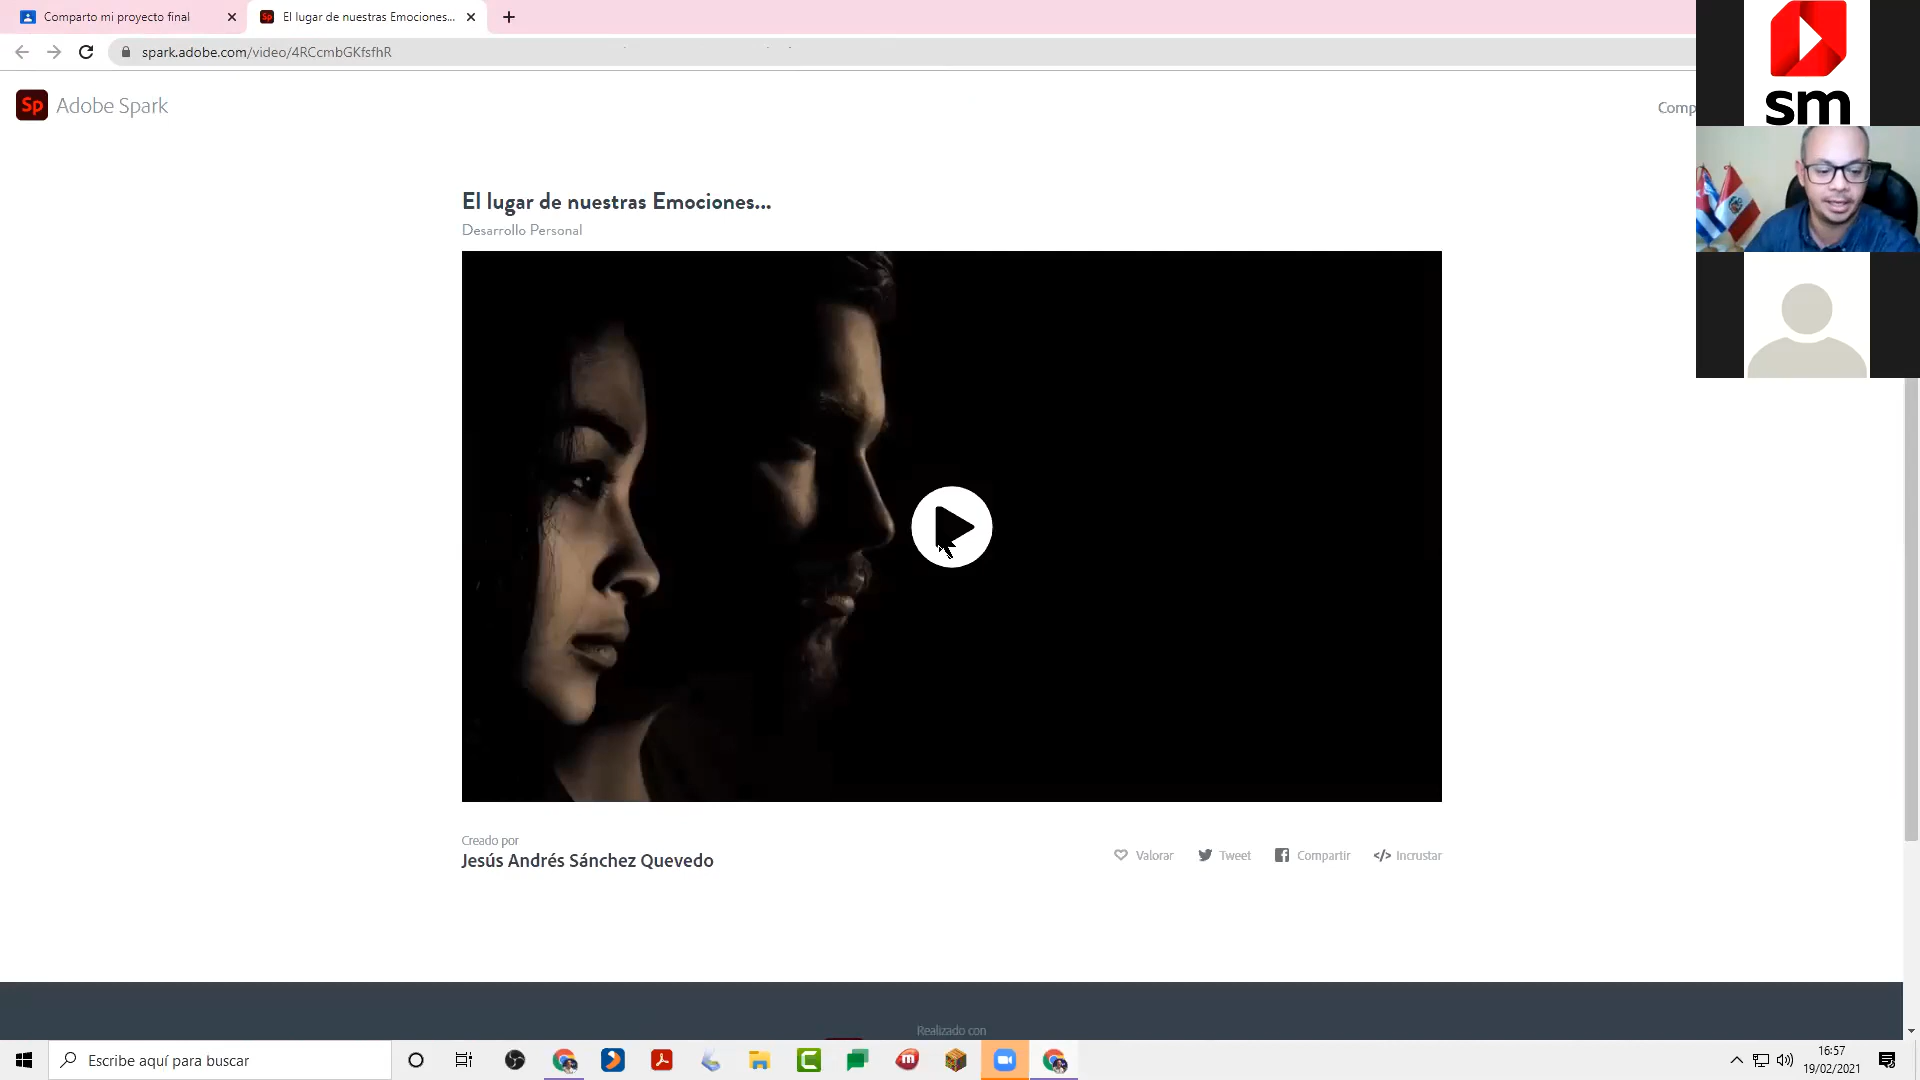 Comparto mi proyecto final
El lugar de nuestras Emociones...
spark.adobe.com/video/4RCcmbGKfsfhR
Sp Adobe Spark
Comp
sm
El lugar de nuestras Emociones...
Desarrollo Personal
Creado por
Jesús Andrés Sánchez Quevedo
Valorar
Tweet
Compartir
Incrustar
Realizado con
Escribe aquí para buscar
16:57
19/02/2021